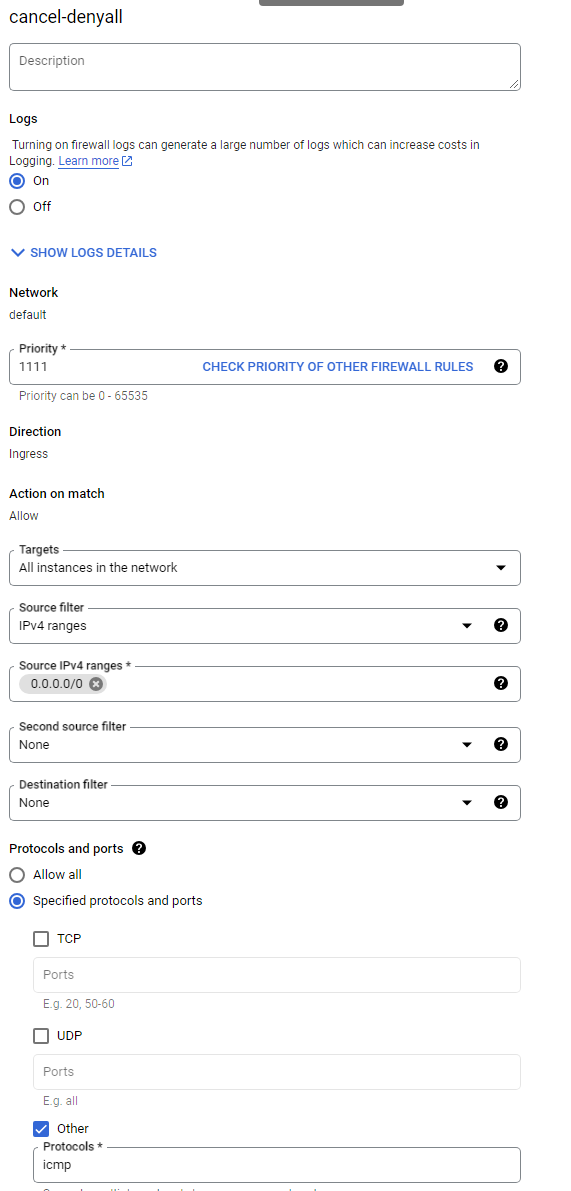 cancel-denyall
Description
Logs
Turning on firewall logs can generate a large number of logs which can increase costs in
Logging. Learn more
On
Off
SHOW LOGS DETAILS
Network
default
Priority *
1111
CHECK PRIORITY OF OTHER FIREWALL RULES
Priority can be 0 - 65535
Direction
Ingress
Action on match
Allow
Targets
All instances in the network
Source filter
IPv4 ranges
Source IPv4 ranges *
0.0.0.0/0
Second source filter
None
Destination filter
None
Protocols and ports
Allow all
Specified protocols and ports
TCP
Ports
E.g. 20, 50-60
UDP
Ports
E.g. all
Other
Protocols *
icmp